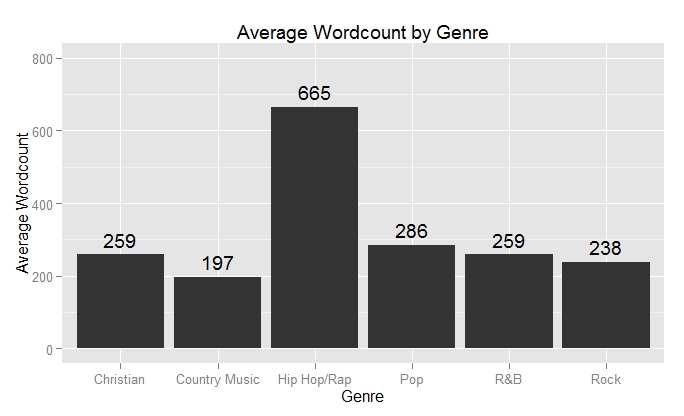 Average Wordcount by Genre
800
600
400
200
0
Average Wordcount
259
197
665
286
259
238
Christian
Country Music
Hip Hop/Rap
Pop
R&B
Rock
Genre